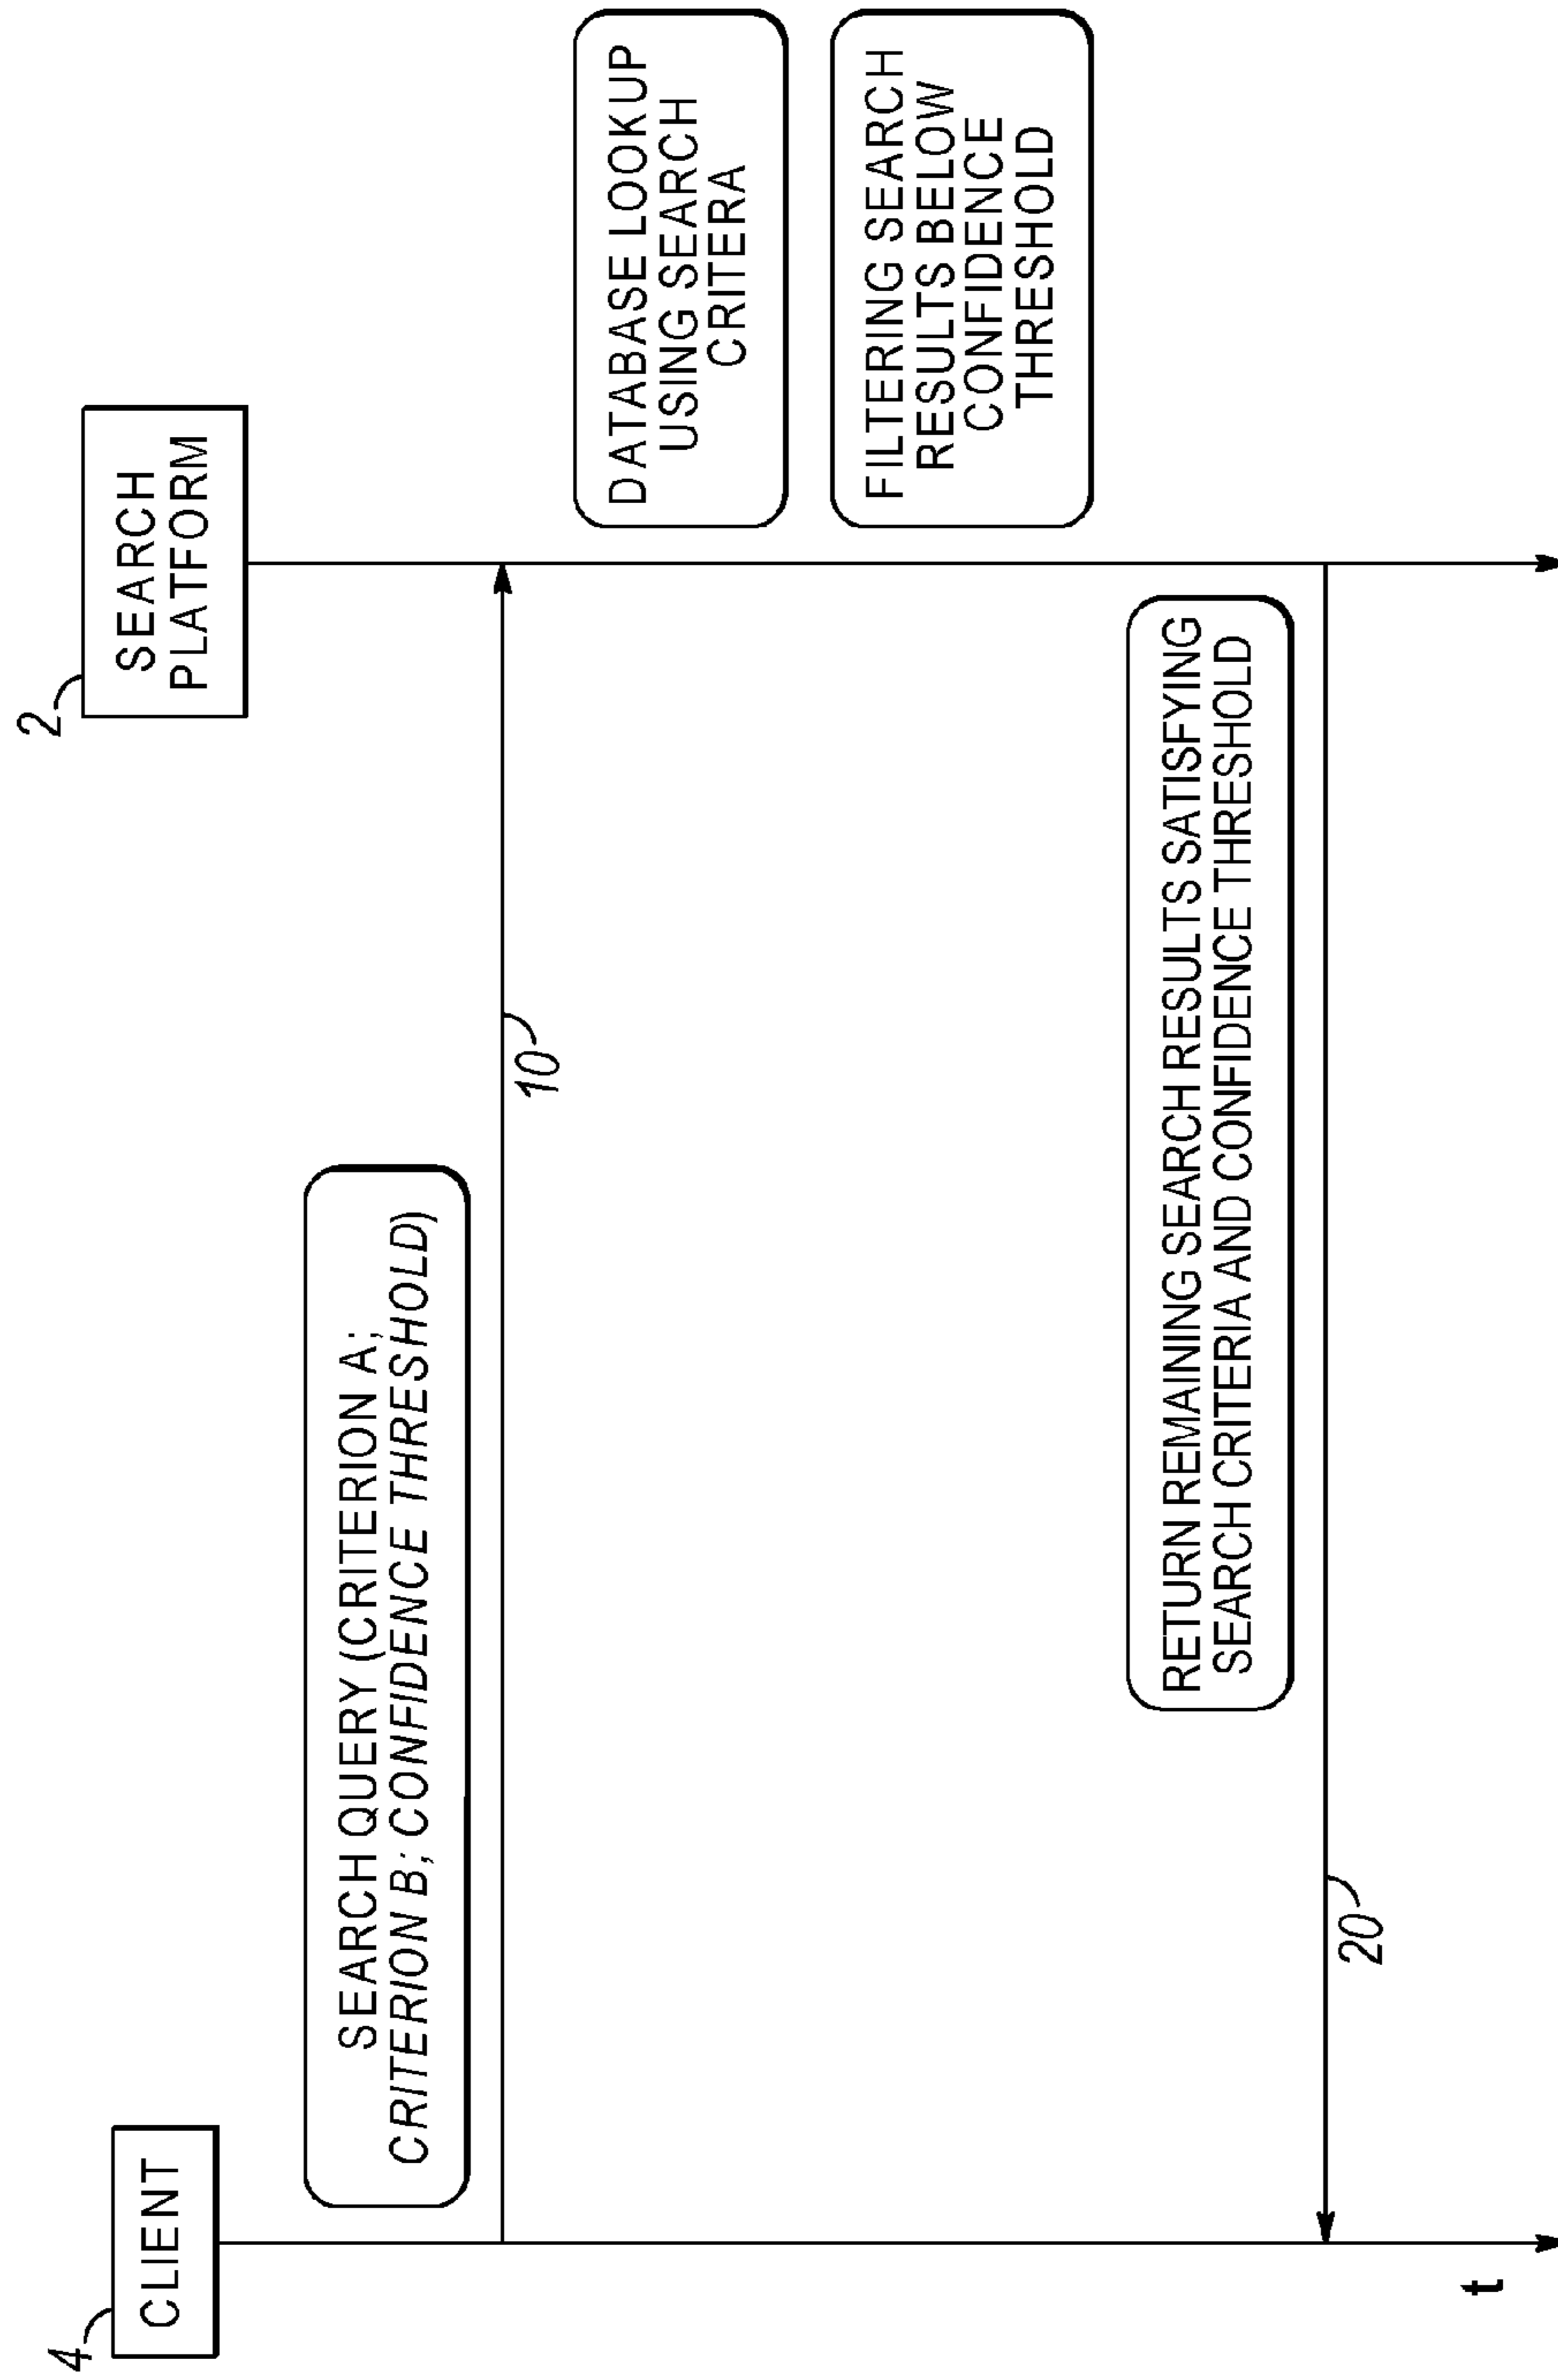 4
CLIENT
2
SEARCH
PLATFORM
SEARCH QUERY (CRITERION A;
CRITERION B; CONFIDENCE THRESHOLD)
10
DATABASE LOOKUP
USING SEARCH
CRITERA
FILTERING SEARCH
RESULTS BELOW
CONFIDENCE
THRESHOLD
RETURN REMAINING SEARCH RESULTS SATISFYING
SEARCH CRITERIA AND CONFIDENCE THRESHOLD
20
t